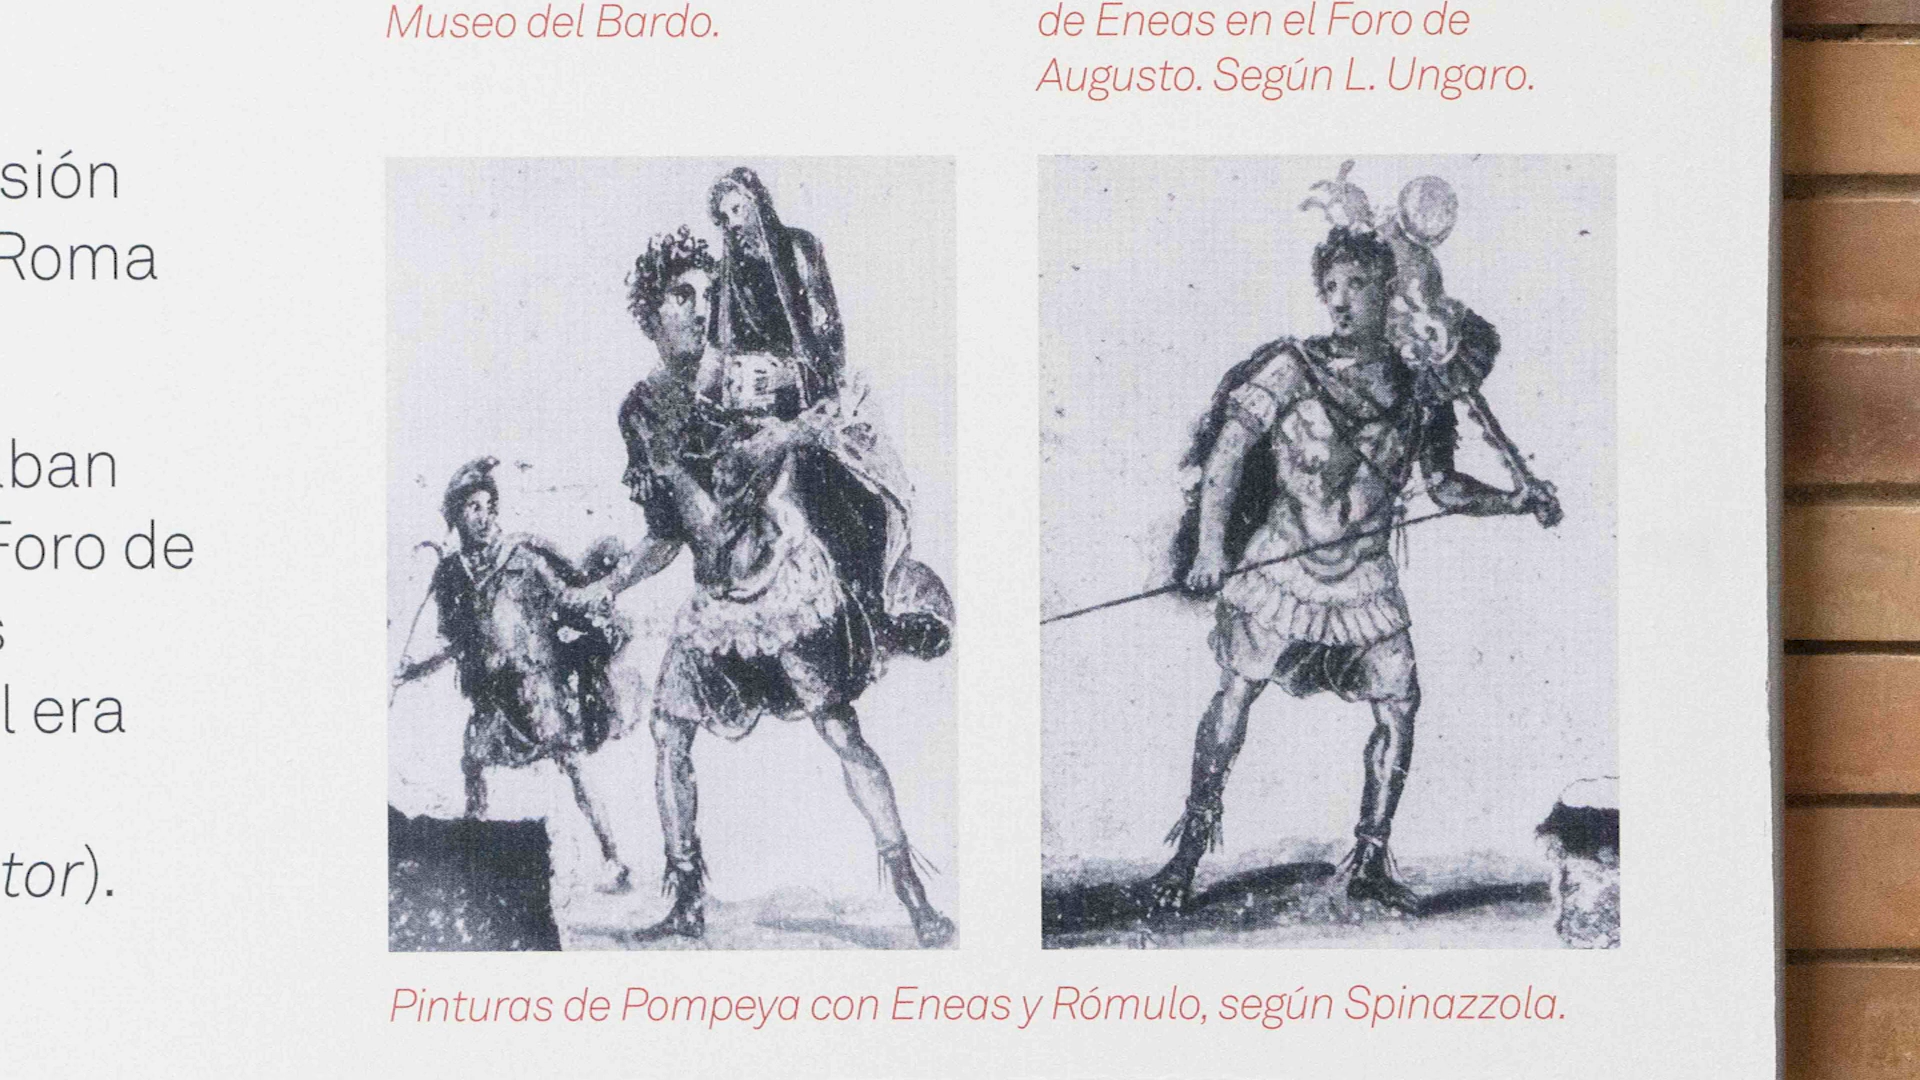 Museo del Bardo.
de Eneas en el Foro de
Augusto. Según L. Ungaro.
sión
Roma
ban
Foro de
s
l era
tor).
Pinturas de Pompeya con Eneas y Rómulo, según Spinazzola.